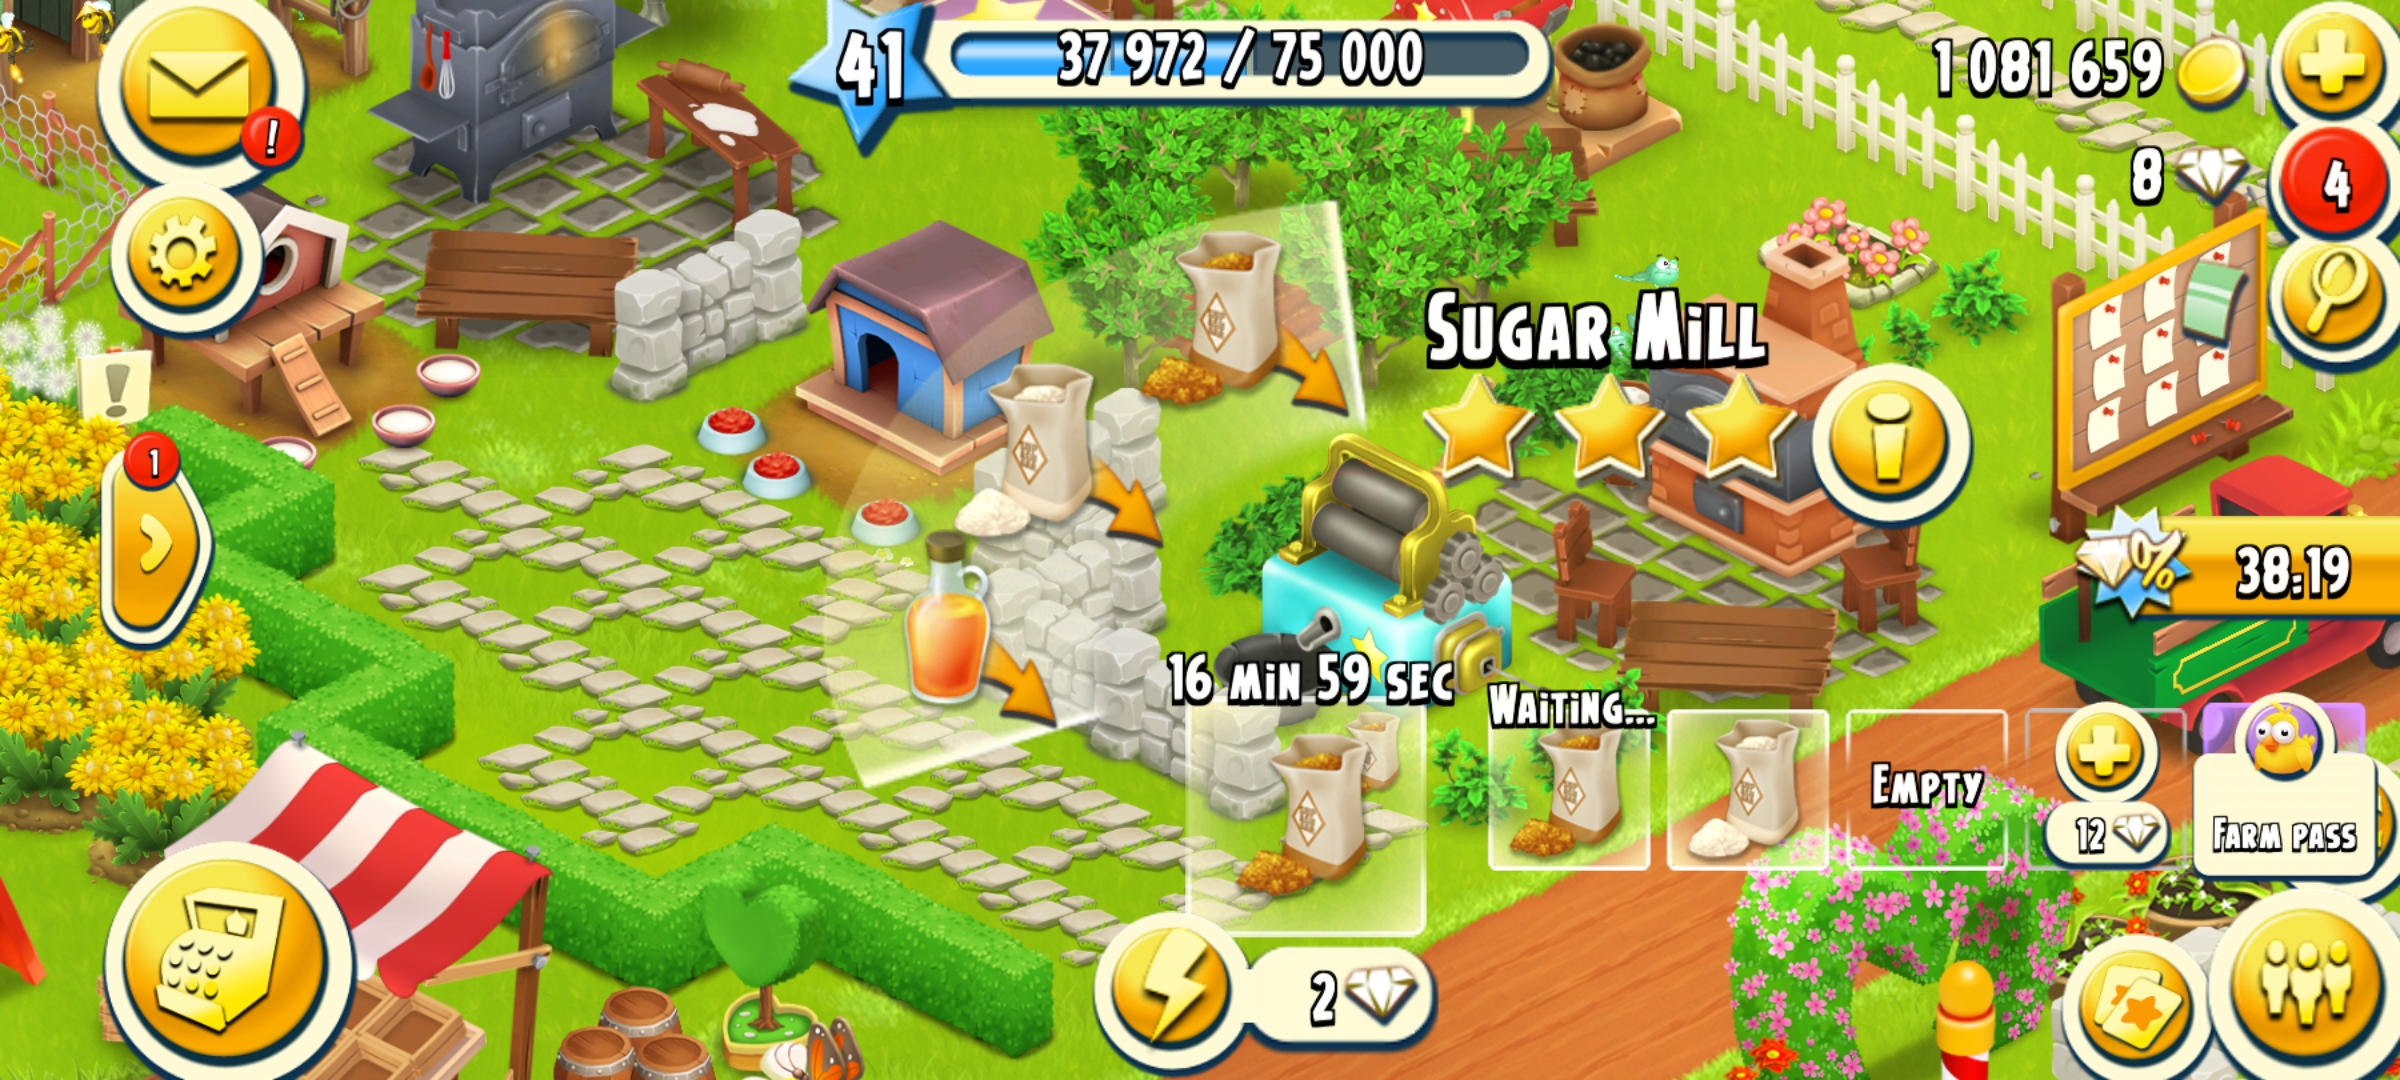 41
37 972 / 75 000
1 081 659
8
4
!
SUGAR MiLL
1
%
38:19
16 MiN 59 SEC
WAiTiNG...
EMPTY
12
FARM PASS
2